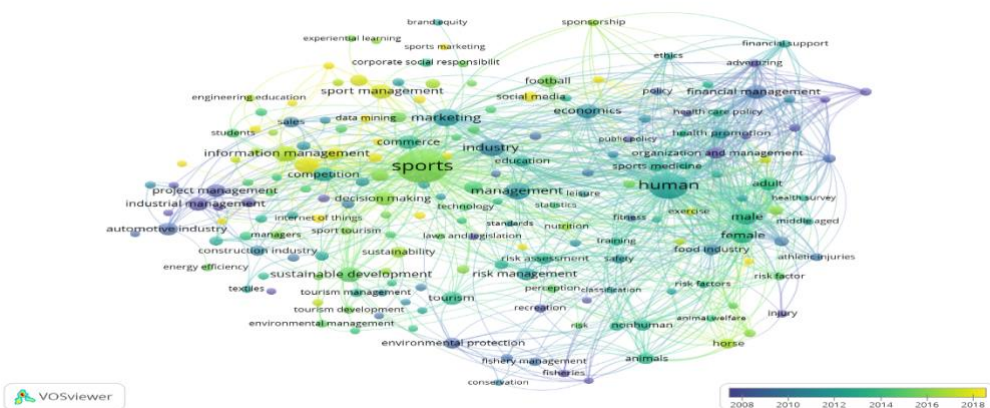 brand equity
sponsorship
experiential learning
sports marketing
financial support
ethics
corporate social responsibilit
advertizing
football
sport management
policy
financial management
engineering education
social media
economics
health care policy
sales
data mining
marketing
students
health promotion
commerce
public policy
industry
information management
organization and management
education
sports
sports medicine
competition
human
adult
project management
management
leisure
decision making
health survey
industrial management
technology
statistics
exercise
internet of things
fitness
male
middle aged
standards
nutrition
automotive industry
managers
sport tourism
laws and legislation
female
training
construction industry
sustainability
food industry
risk assessment
safety
athletic injuries
energy efficiency
sustainable development
risk management
risk factor
textiles
tourism management
perception
classification
risk factors
tourism
tourism development
recreation
injury
environmental management
risk
nonhuman
animal welfare
environmental protection
horse
fishery management
animals
fisheries
conservation
VOSviewer
2008 2010 2012 2014 2016 2018